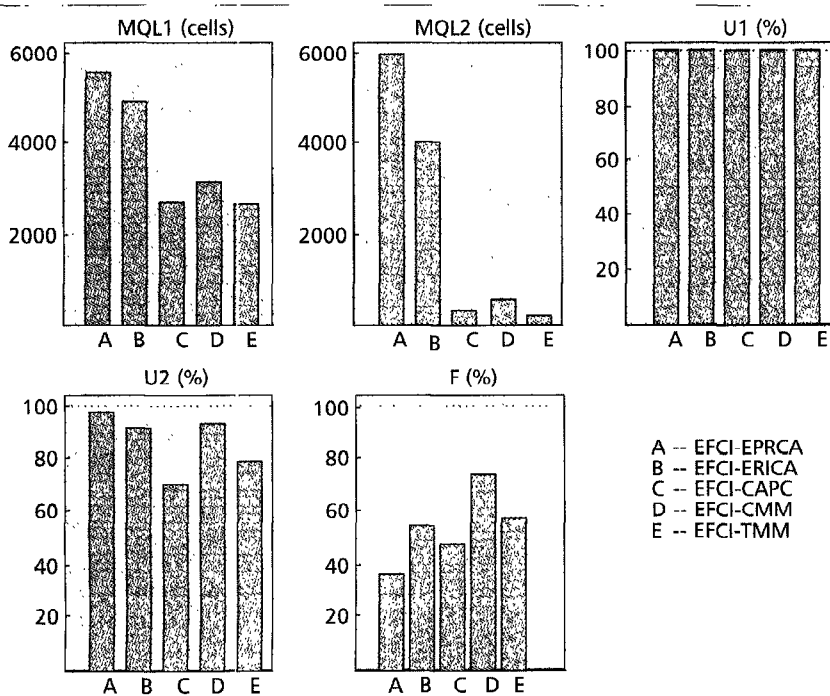 MQL1 (cells)
6000
4000
2000
A B C D E
MQL2 (cells)
6000
4000
2000
A B C D E
U1 (%)
100
80
60
40
20
A B C D E
U2 (%)
100
80
60
40
20
A B C D E
F (%)
100
80
60
40
20
A B C D E
A -- EFCI-EPRCA
B -- EFCI-ERICA
C -- EFCI-CAPC
D -- EFCI-CMM
E -- EFCI-TMM